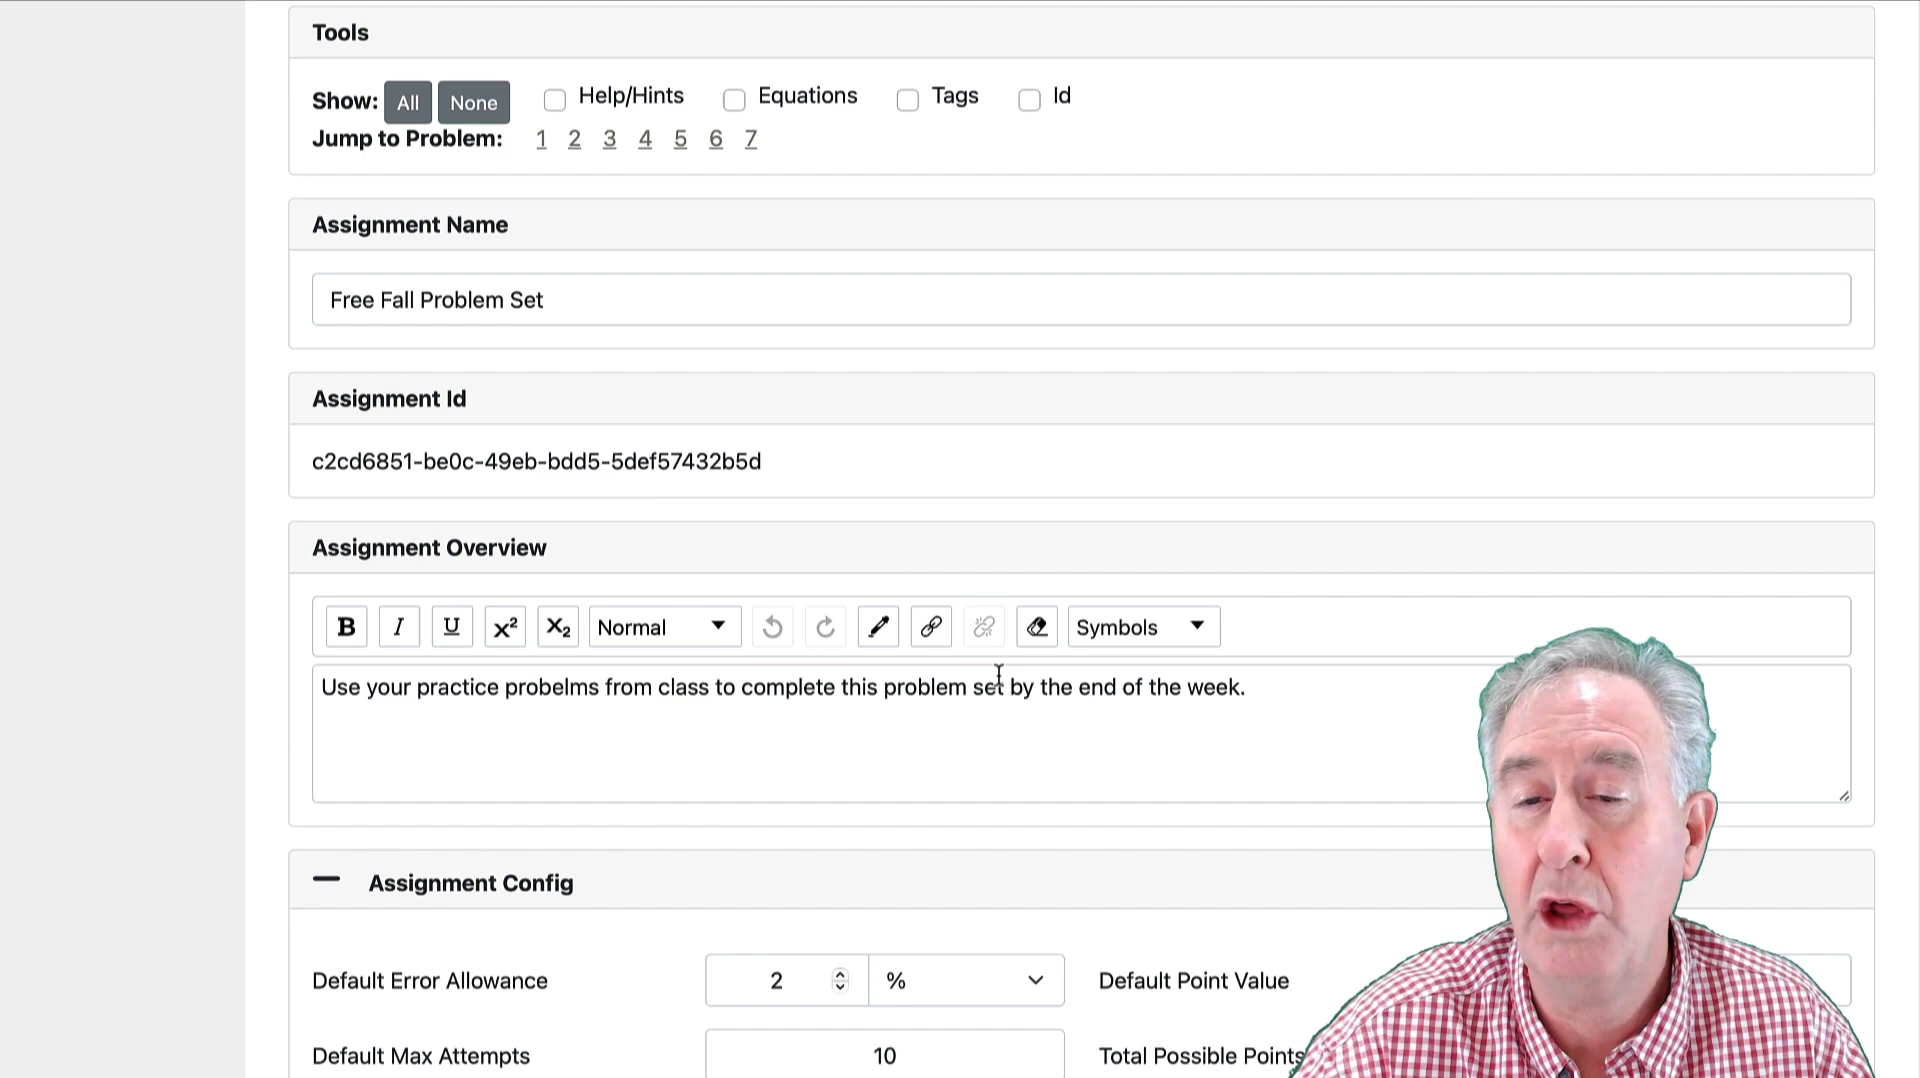 Tools
Show: All None Help/Hints Equations Tags Id
Jump to Problem: 1 2 3 4 5 6 7
Assignment Name
Free Fall Problem Set
Assignment Id
c2cd6851-be0c-49eb-bdd5-5def57432b5d
Assignment Overview
B I U X² X₂ Normal Symbols
Use your practice probelms from class to complete this problem set by the end of the week.
Assignment Config
Default Error Allowance 2 % Default Point Value
Default Max Attempts 10 Total Possible Points